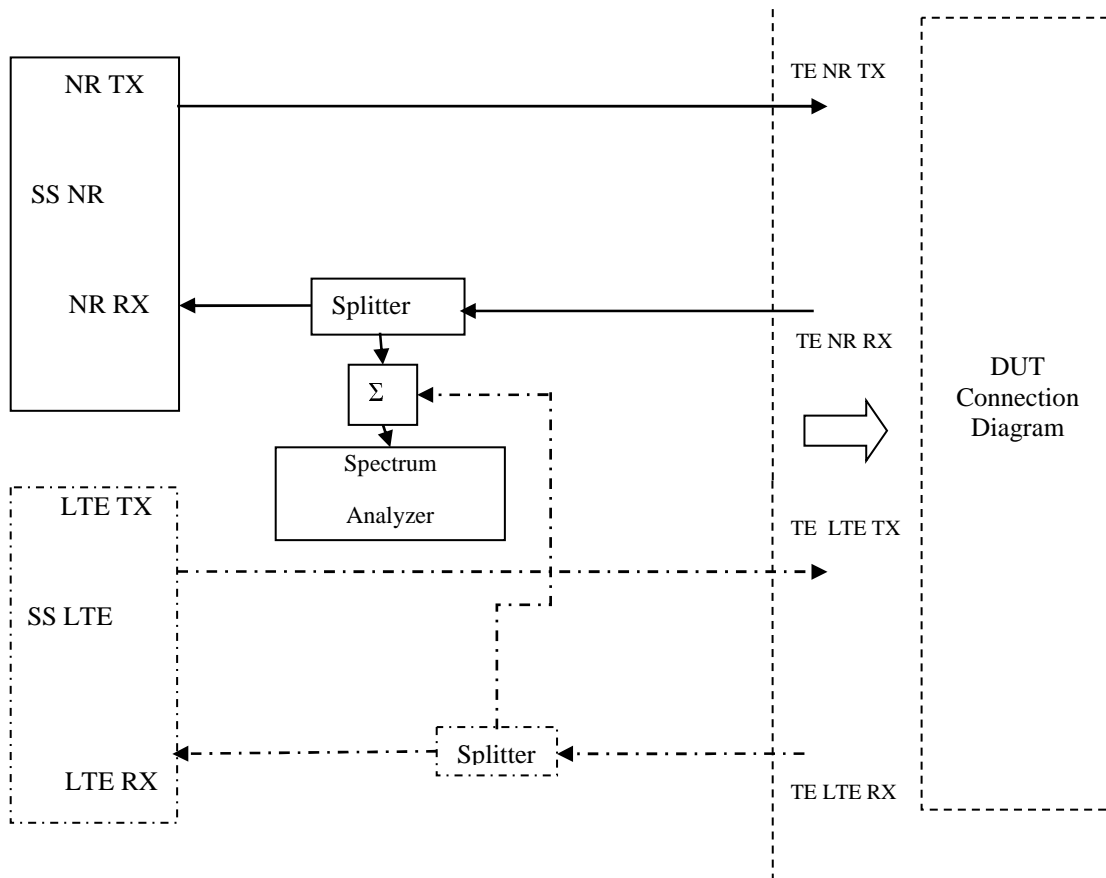 NR TX
TE NR TX
SS NR
NR RX
Splitter
TE NR RX
DUT
Connection
Diagram
Σ
Spectrum
Analyzer
LTE TX
TE LTE TX
SS LTE
Splitter
LTE RX
TE LTE RX